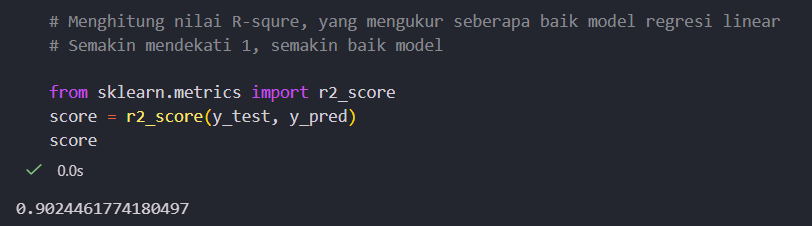 # Menghitung nilai R-squre, yang mengukur seberapa baik model regresi linear
# Semakin mendekati 1, semakin baik model
from sklearn.metrics import r2_score
score = r2_score(y_test, y_pred)
score
0.0s
0.9024461774180497